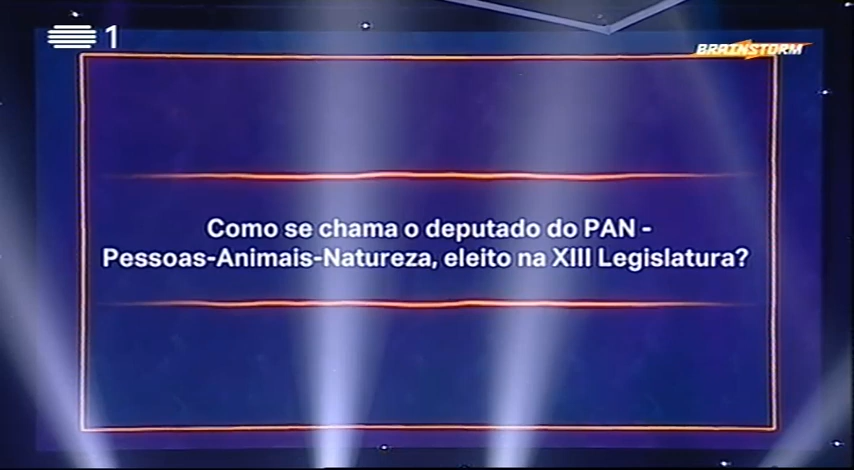 1
BRAINSTORM
Como se chama o deputado do PAN -
Pessoas-Animais-Natureza, eleito na XIII Legislatura?